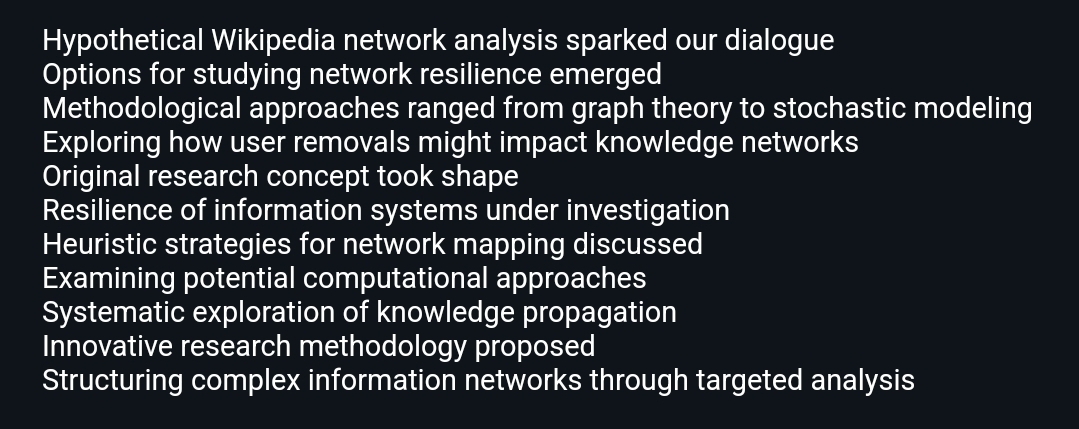 Hypothetical Wikipedia network analysis sparked our dialogue
Options for studying network resilience emerged
Methodological approaches ranged from graph theory to stochastic modeling
Exploring how user removals might impact knowledge networks
Original research concept took shape
Resilience of information systems under investigation
Heuristic strategies for network mapping discussed
Examining potential computational approaches
Systematic exploration of knowledge propagation
Innovative research methodology proposed
Structuring complex information networks through targeted analysis